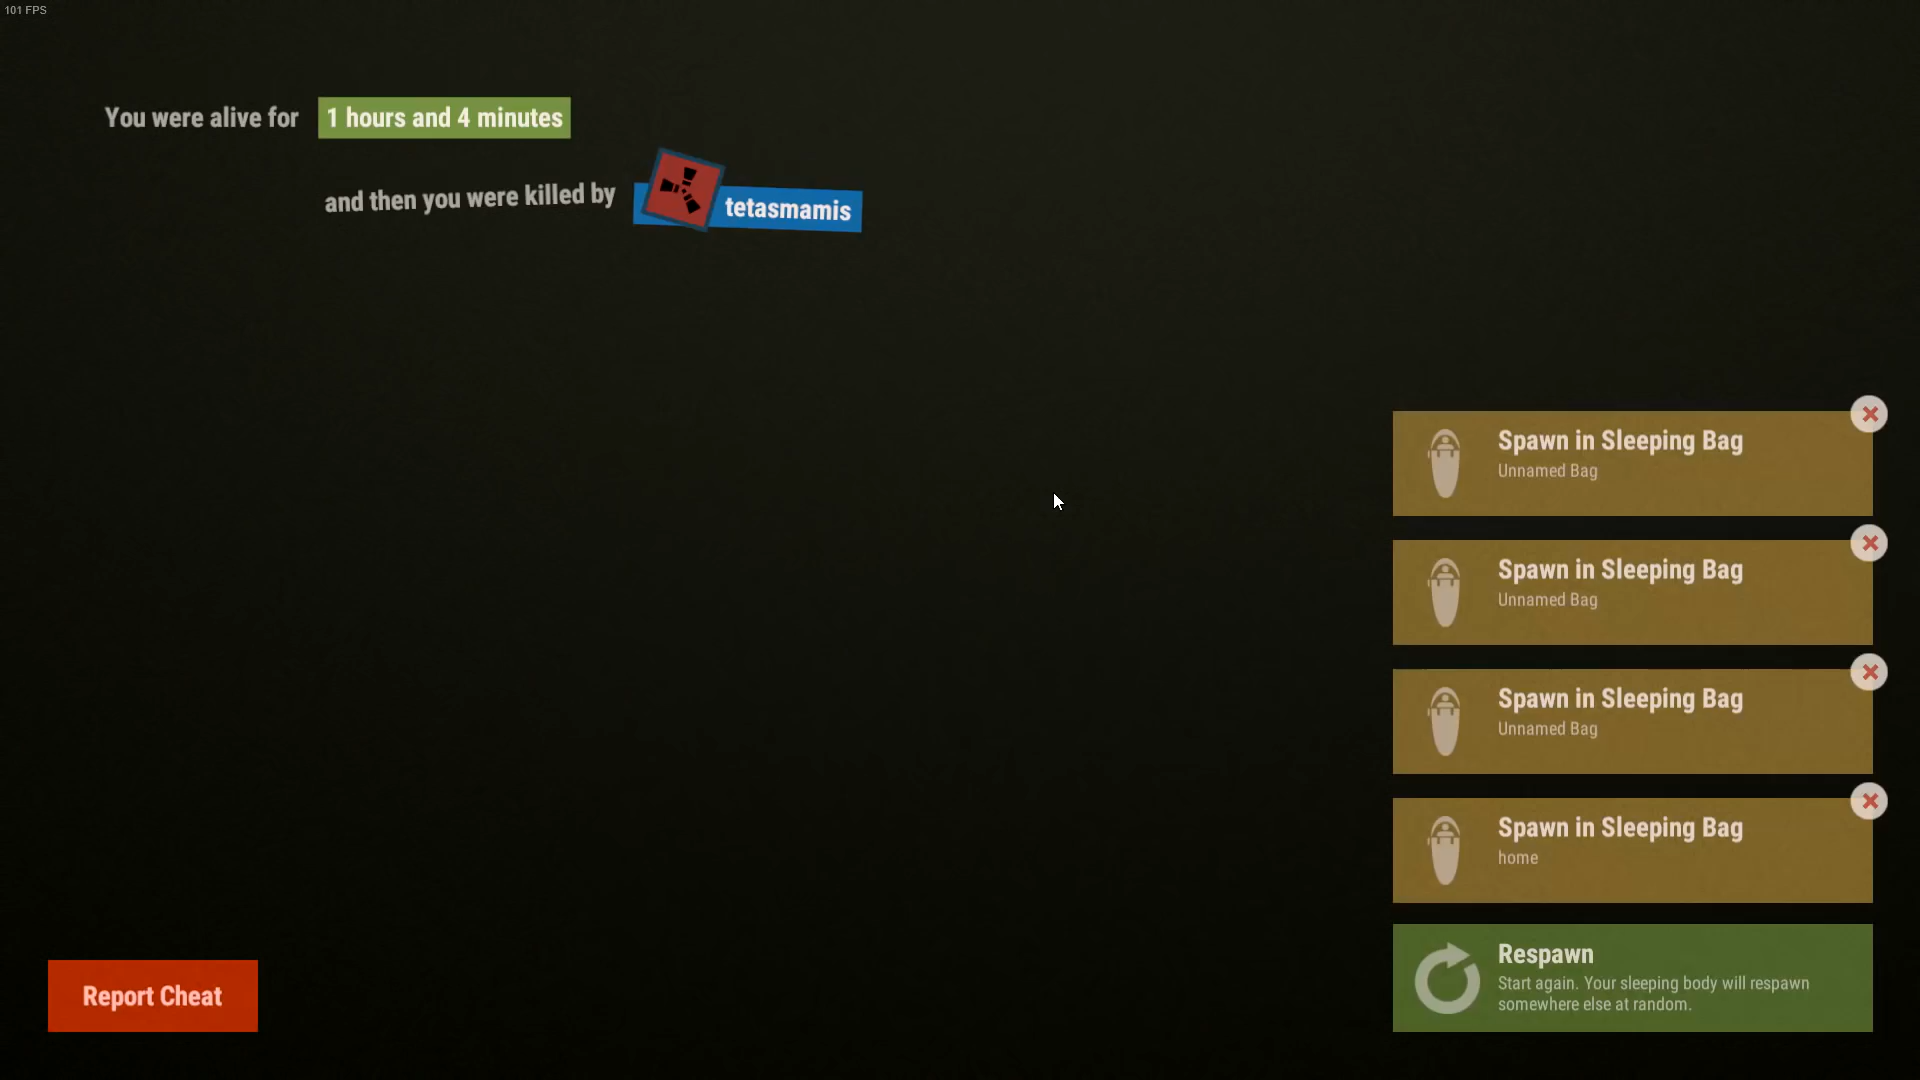 101 FPS
You were alive for 1 hours and 4 minutes
and then you were killed by tetasmamis
Spawn in Sleeping Bag
Unnamed Bag
Spawn in Sleeping Bag
Unnamed Bag
Spawn in Sleeping Bag
Unnamed Bag
Spawn in Sleeping Bag
home
Respawn
Start again. Your sleeping body will respawn
somewhere else at random.
Report Cheat